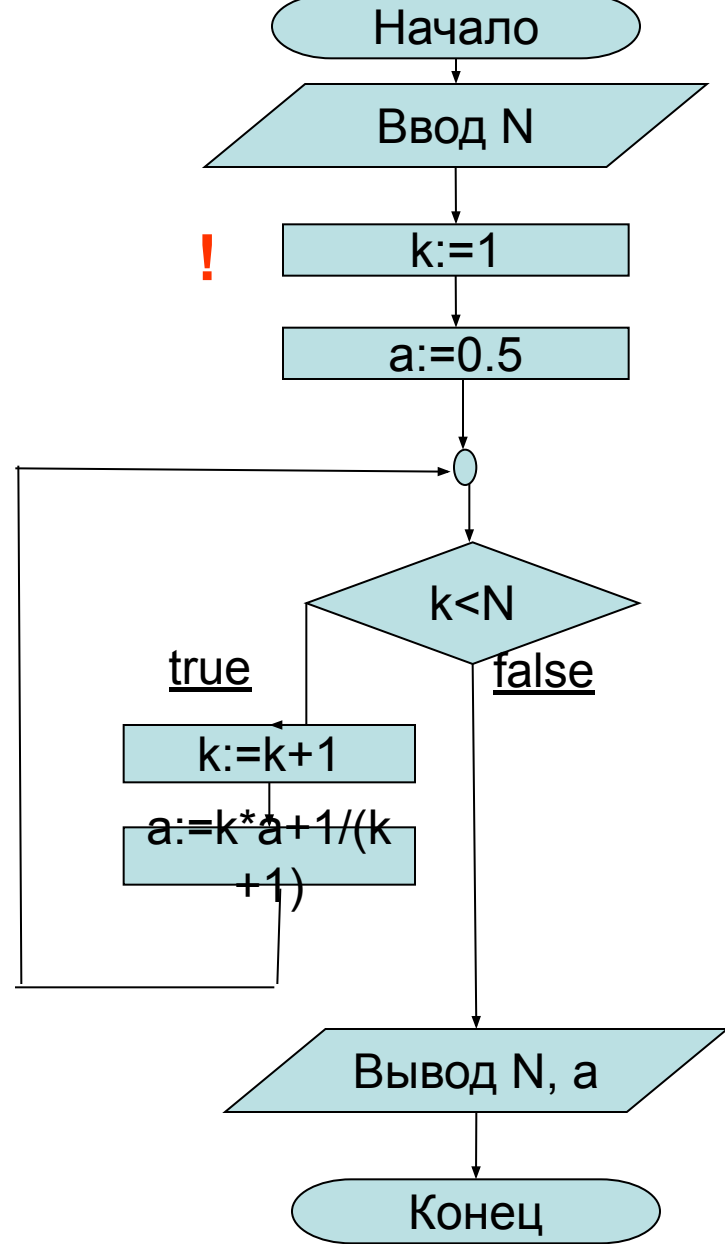 Начало
Ввод N
!
k:=1
a:=0.5
k<N
true
false
k:=k+1
a:=k*a+1/(k
+1)
Вывод N, a
Конец